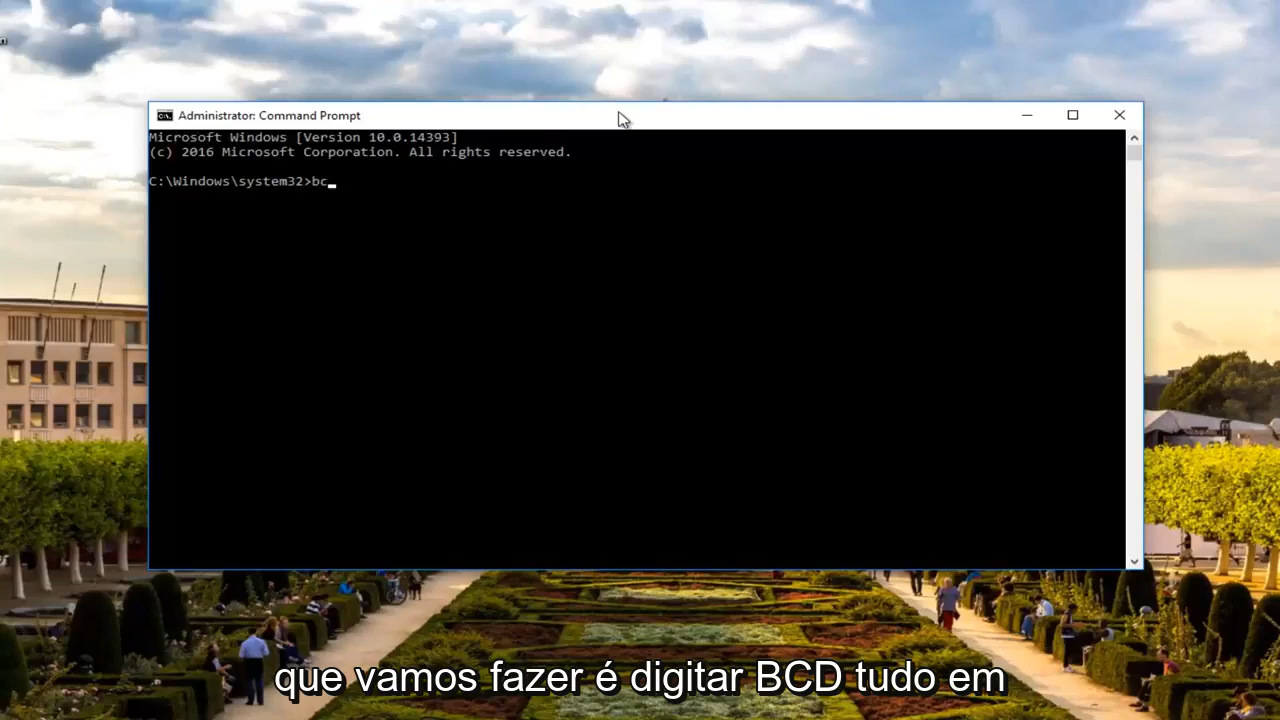 Administrator: Command Prompt
Microsoft Windows [Version 10.0.14393]
(c) 2016 Microsoft Corporation. All rights reserved.
C:\Windows\system32>bc
que vamos fazer é digitar BCD tudo em